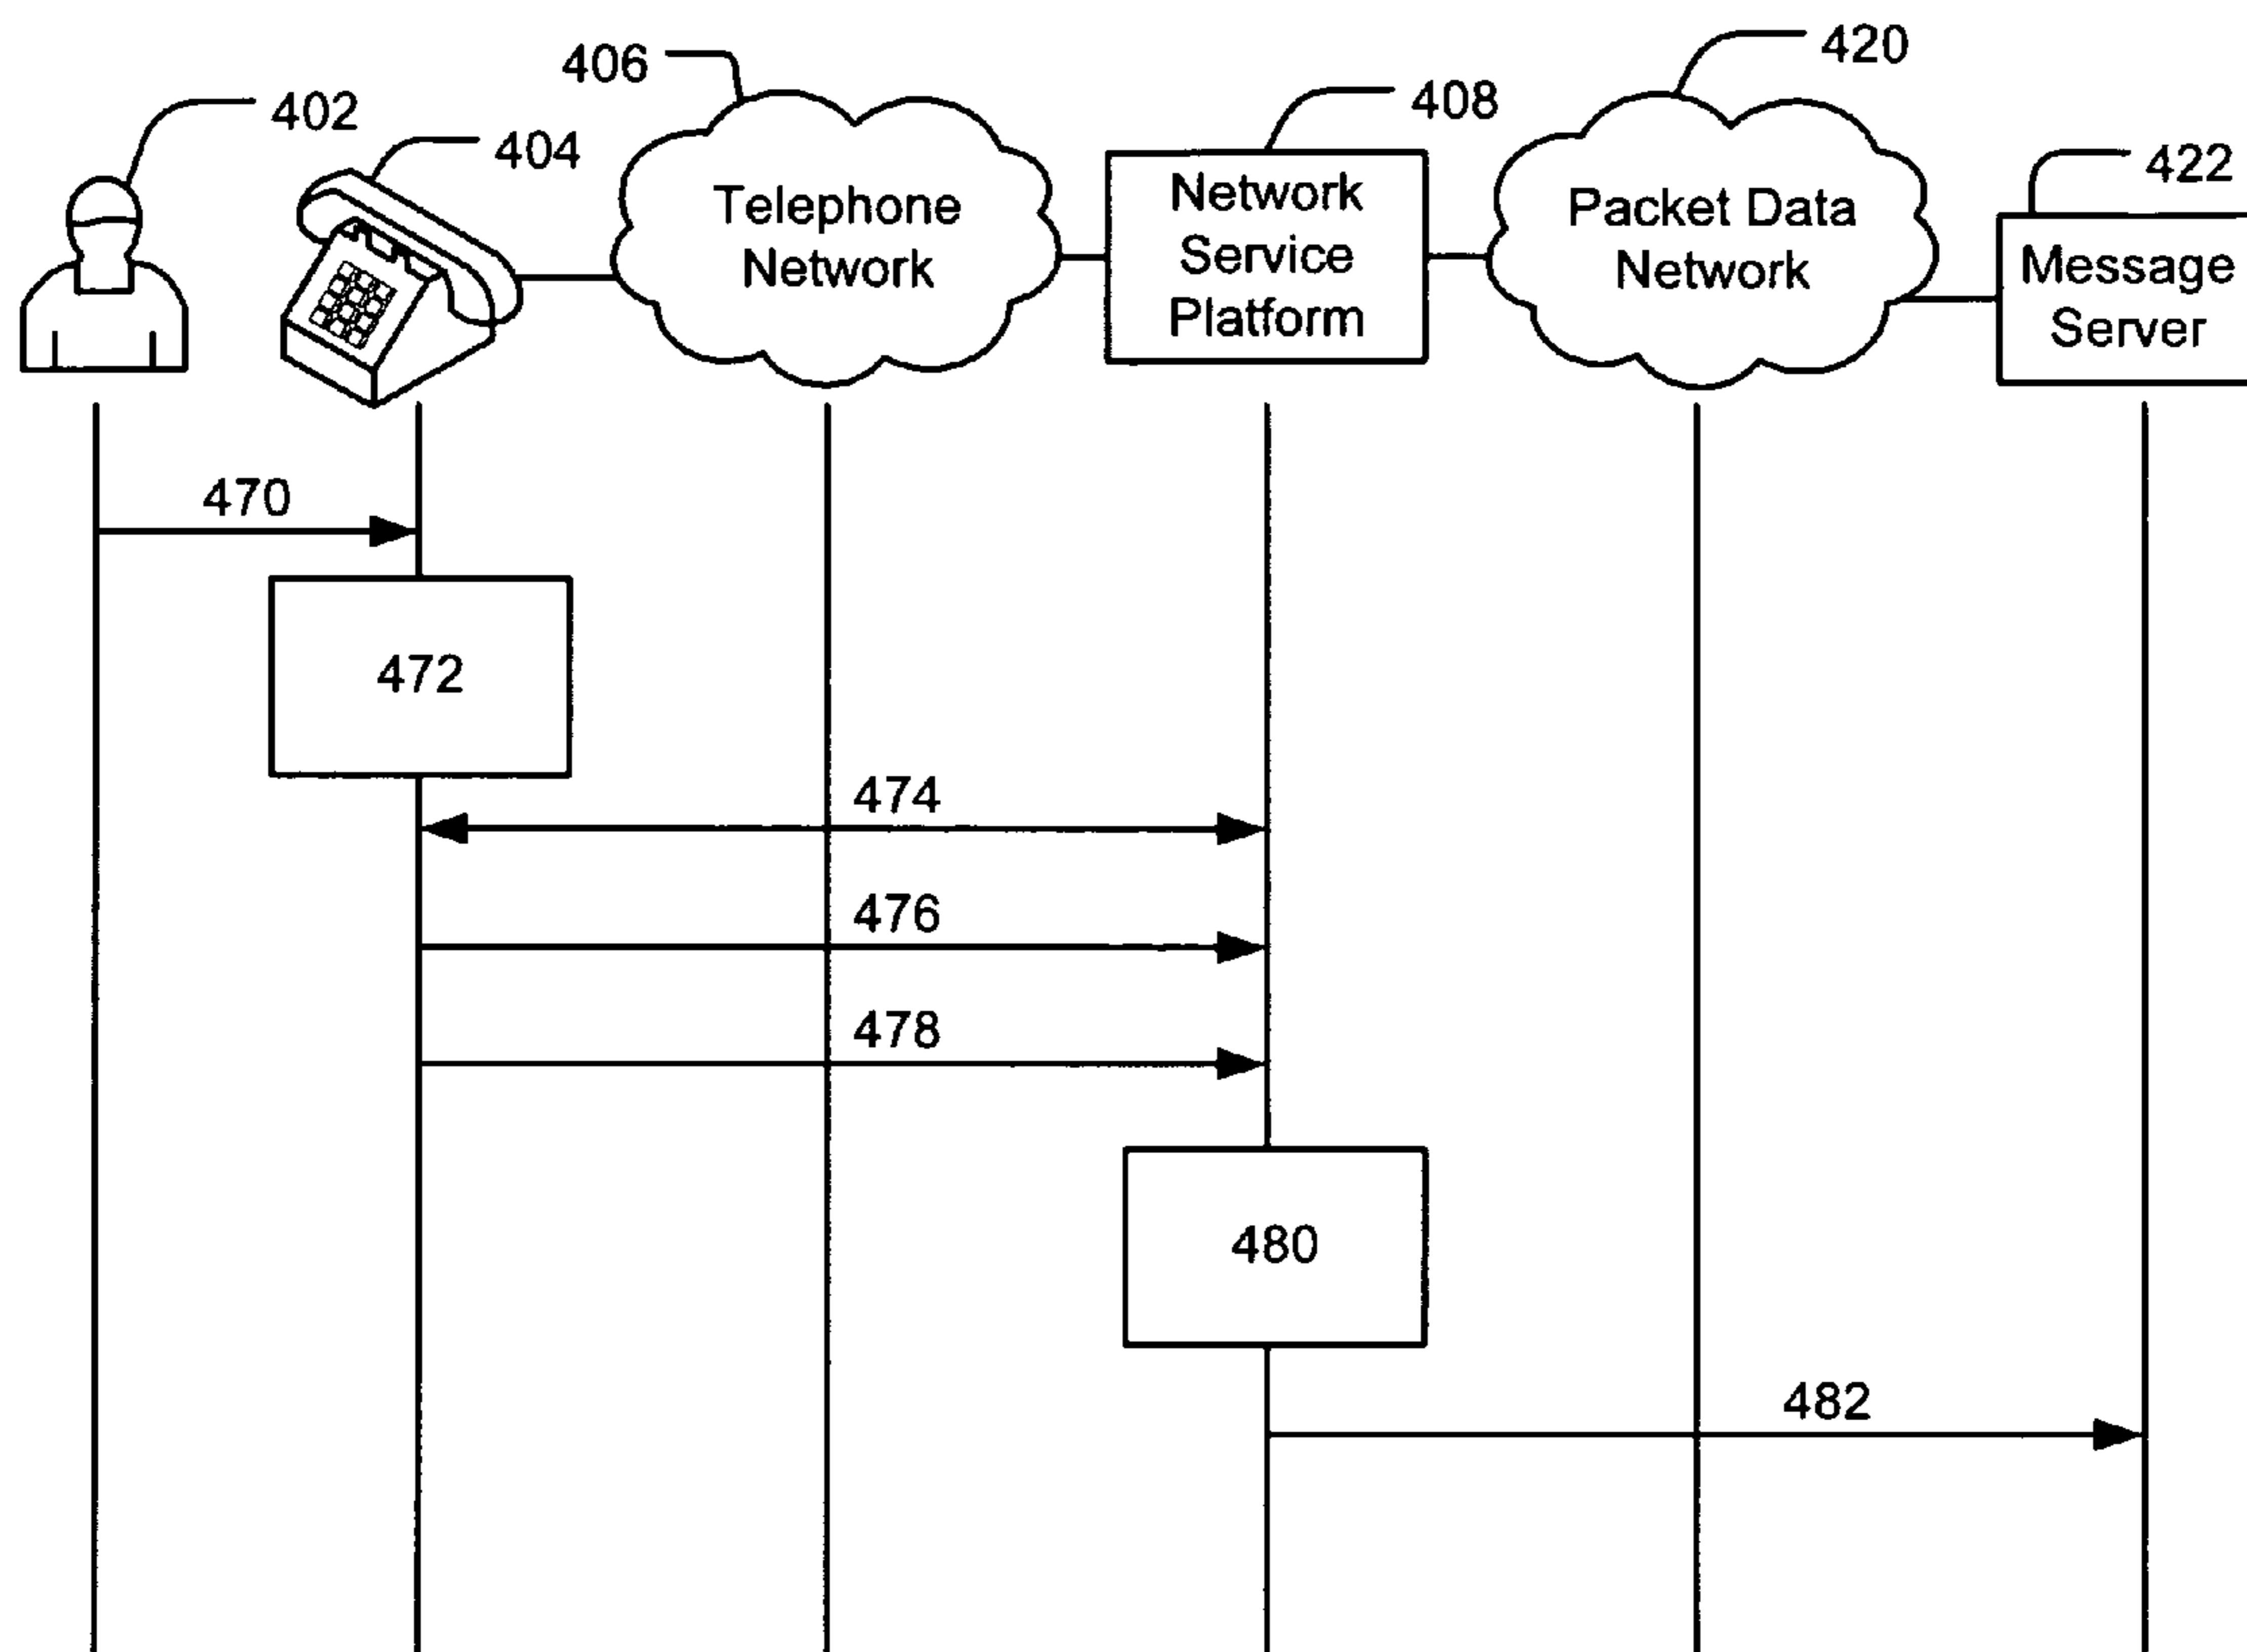 406
420
402
408
404
422
Telephone
Network
Network
Service
Platform
Packet Data
Network
Message
Server
470
472
474
476
478
480
482